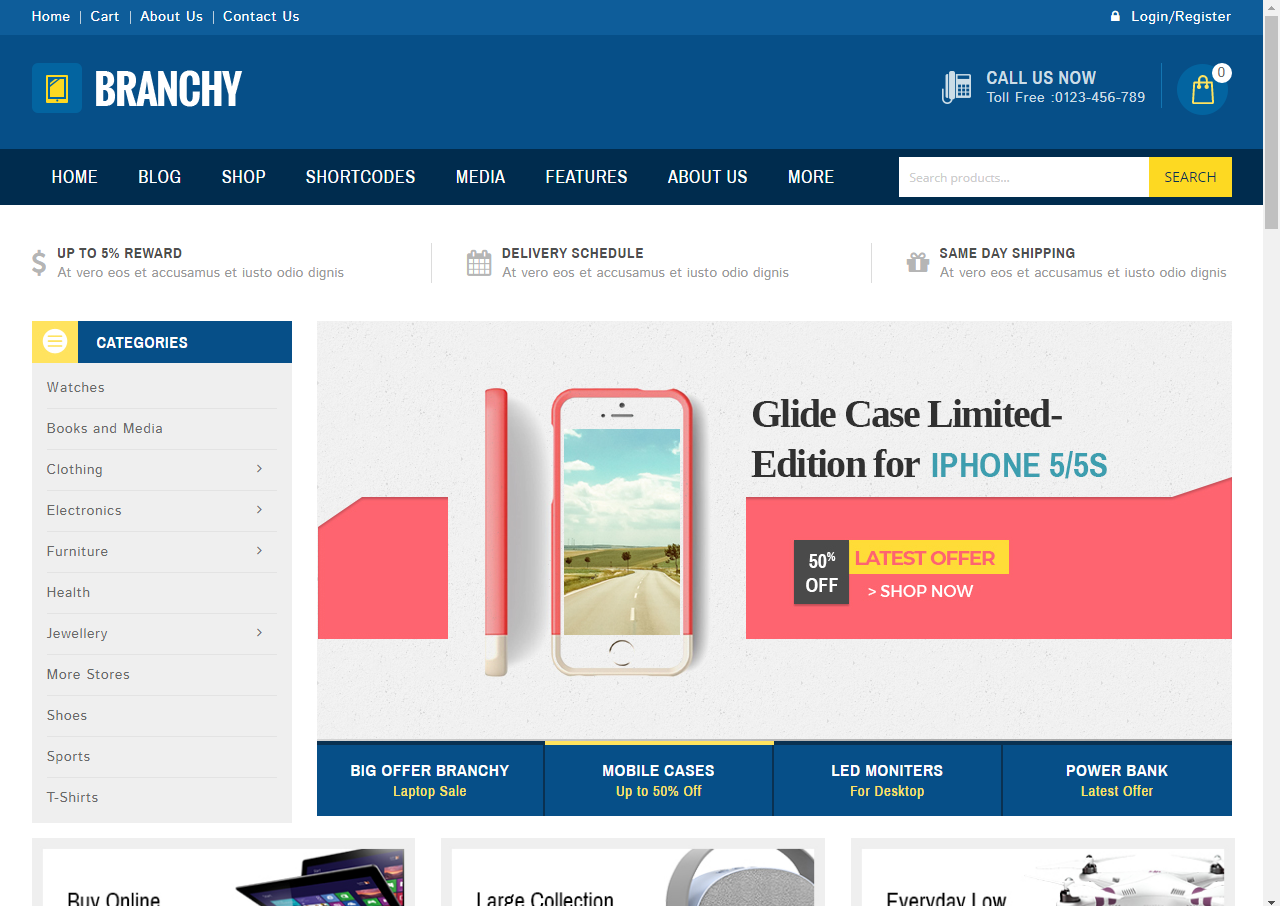 Home | Cart | About Us | Contact Us
Login/Register
BRANCHY
CALL US NOW
Toll Free :0123-456-789
0
HOME BLOG SHOP SHORTCODES MEDIA FEATURES ABOUT US MORE
Search products...
SEARCH
UP TO 5% REWARD
At vero eos et accusamus et iusto odio dignis
DELIVERY SCHEDULE
At vero eos et accusamus et iusto odio dignis
SAME DAY SHIPPING
At vero eos et accusamus et iusto odio dignis
CATEGORIES
Watches
Books and Media
Clothing
Electronics
Furniture
Health
Jewellery
More Stores
Shoes
Sports
T-Shirts
Glide Case Limited-
Edition for IPHONE 5/5S
50%
OFF
LATEST OFFER
> SHOP NOW
BIG OFFER BRANCHY
Laptop Sale
MOBILE CASES
Up to 50% Off
LED MONITERS
For Desktop
POWER BANK
Latest Offer
Buy Online
Large Collection
Everyday Low